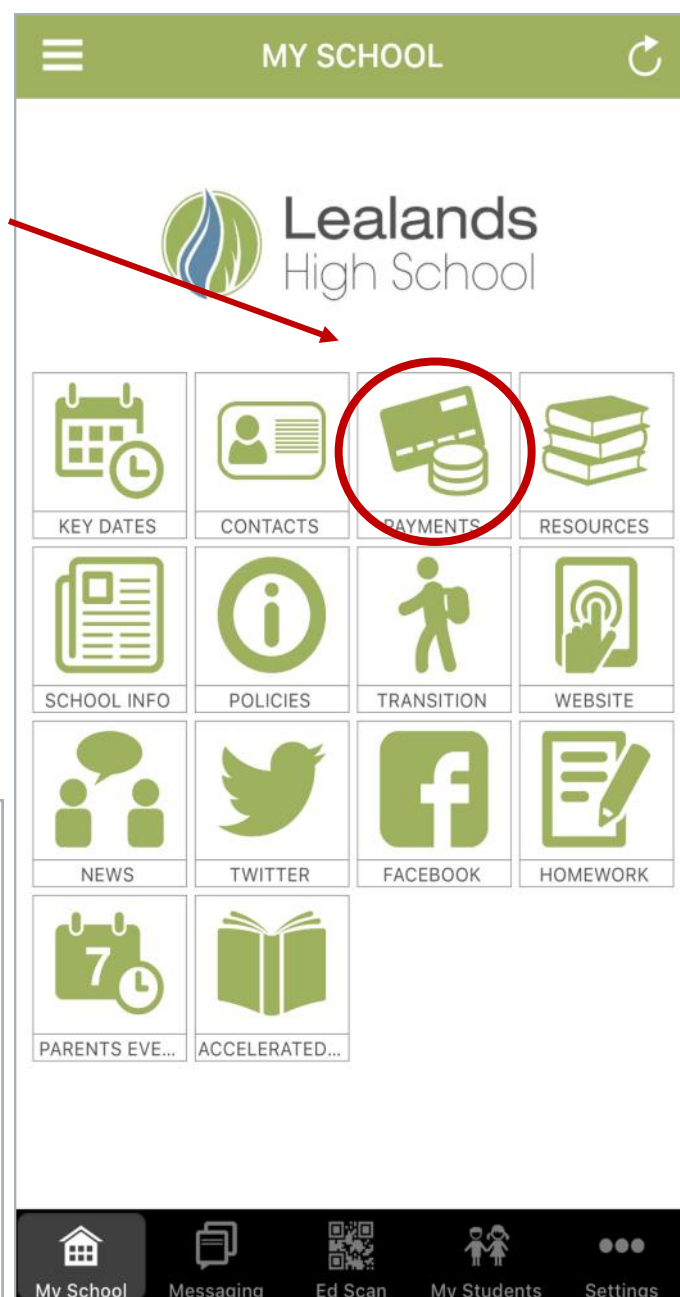 MY SCHOOL
Lealands
High School
KEY DATES CONTACTS PAYMENTS RESOURCES
SCHOOL INFO POLICIES TRANSITION WEBSITE
NEWS TWITTER FACEBOOK HOMEWORK
7
PARENTS EVE... ACCELERATED...
My School Messaging Ed Scan My Students Settings